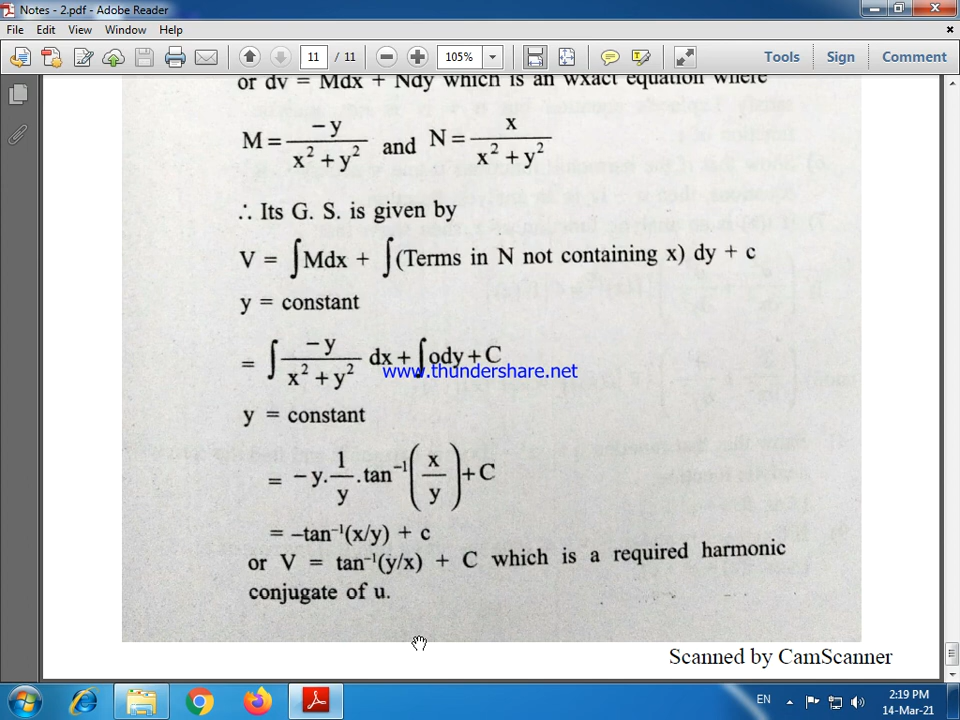 Notes - 2.pdf - Adobe Reader
File Edit View Window Help
11 / 11 105% Tools Sign Comment
or dv = Mdx + Ndy which is an wxact equation where
M = −y / x² + y² and N = x / x² + y²
∴ Its G. S. is given by
V = ∫Mdx + ∫(Terms in N not containing x) dy + c
y = constant
= ∫ −y / x² + y² dx + ∫ody + C
www.thundershare.net
y = constant
= −y. 1/y .tan⁻¹(x/y) + C
= −tan⁻¹(x/y) + c
or V = tan⁻¹(y/x) + C which is a required harmonic
conjugate of u.
Scanned by CamScanner
EN 2:19 PM
14-Mar-21